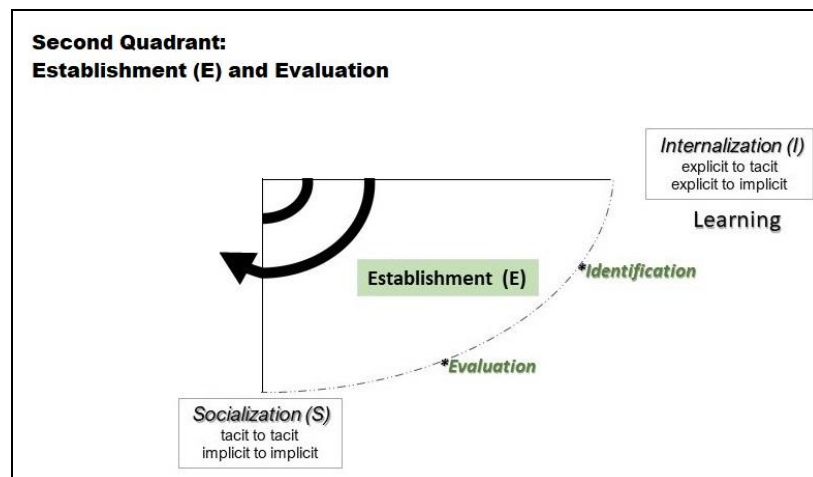 Second Quadrant:
Establishment (E) and Evaluation
Internalization (I)
explicit to tacit
explicit to implicit
Learning
*Identification
Establishment (E)
*Evaluation
Socialization (S)
tacit to tacit
implicit to implicit